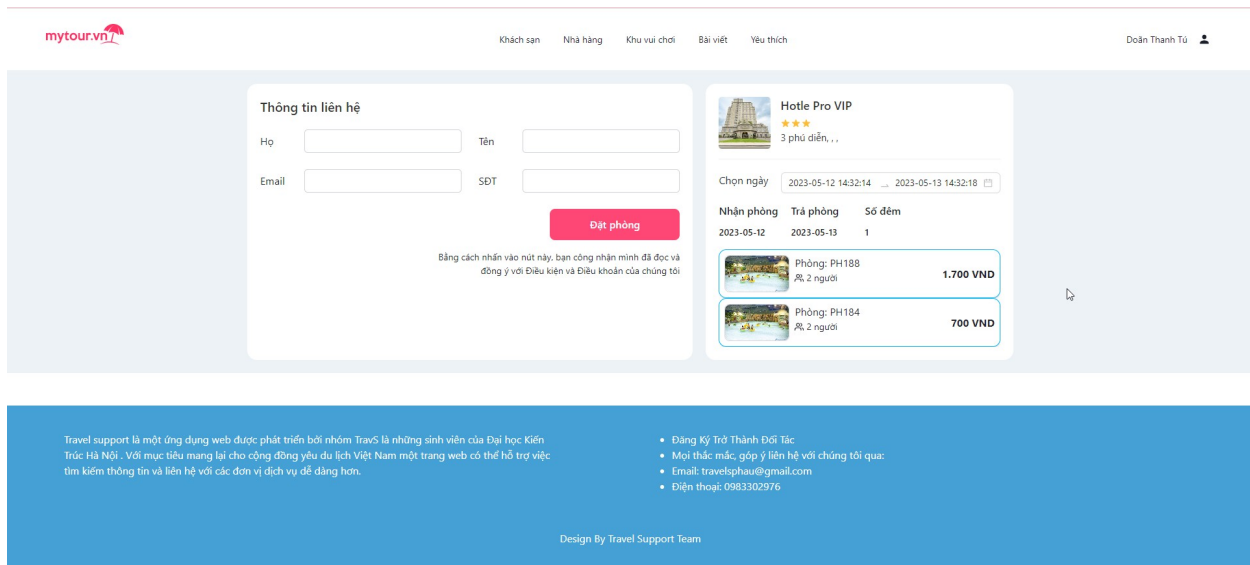 mytour.vn
Khách sạn Nhà hàng Khu vui chơi Bài viết Yêu thích
Doãn Thanh Tú
Thông tin liên hệ
Họ
Tên
Email
SĐT
Đặt phòng
Bằng cách nhấn vào nút này, bạn công nhận mình đã đọc và
đồng ý với Điều kiện và Điều khoản của chúng tôi
Hotle Pro VIP
3 phú diễn, , ,
Chọn ngày 2023-05-12 14:32:14 → 2023-05-13 14:32:18
Nhận phòng Trả phòng Số đêm
2023-05-12 2023-05-13 1
Phòng: PH188
2 người
1.700 VND
Phòng: PH184
2 người
700 VND
Travel support là một ứng dụng web được phát triển bởi nhóm TravS là những sinh viên của Đại học Kiến
Trúc Hà Nội . Với mục tiêu mang lại cho cộng đồng yêu du lịch Việt Nam một trang web có thể hỗ trợ việc
tìm kiếm thông tin và liên hệ với các đơn vị dịch vụ dễ dàng hơn.
• Đăng Ký Trở Thành Đối Tác
• Mọi thắc mắc, góp ý liên hệ với chúng tôi qua:
• Email: travelsphau@gmail.com
• Điện thoại: 0983302976
Design By Travel Support Team